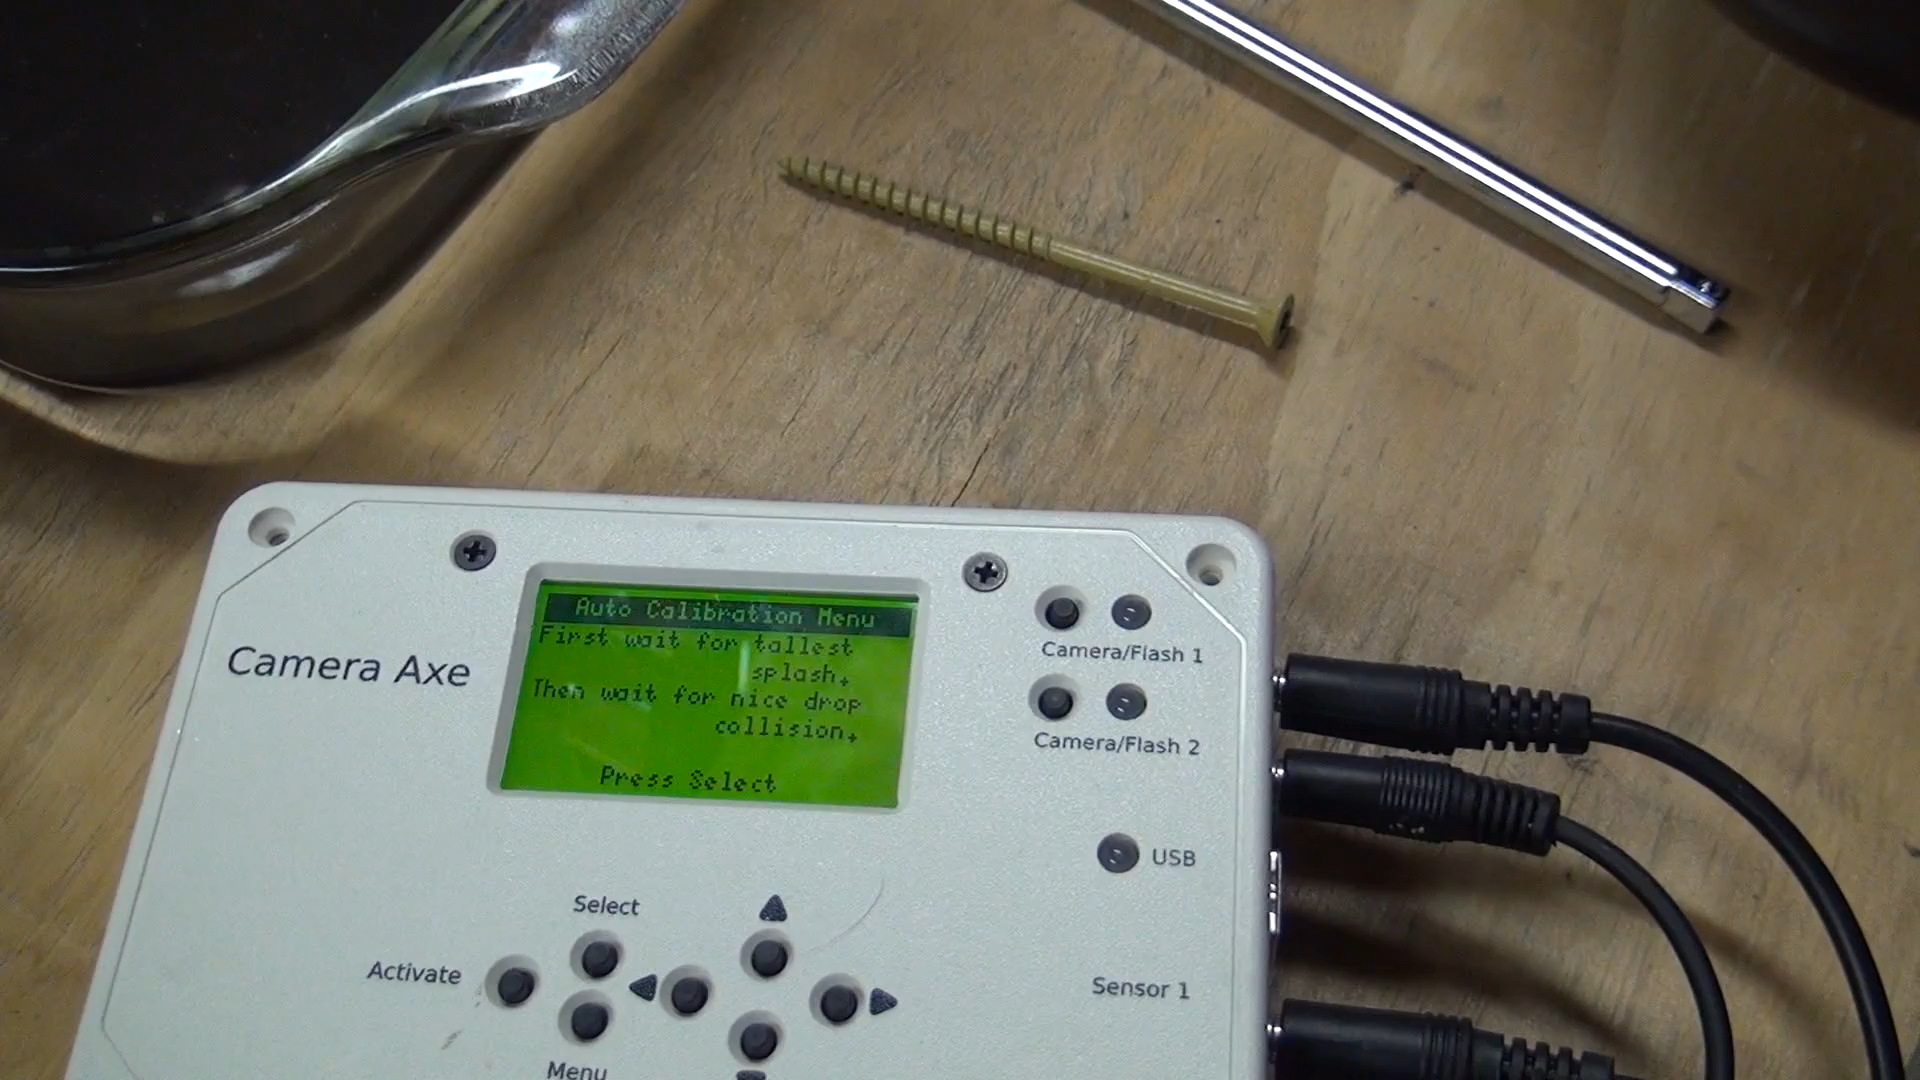 Auto Calibration Menu
First wait for tallest
splash.
Then wait for nice drop
collision.
Press Select
Camera Axe
Camera/Flash 1
Camera/Flash 2
USB
Select
Activate
Sensor 1
Menu